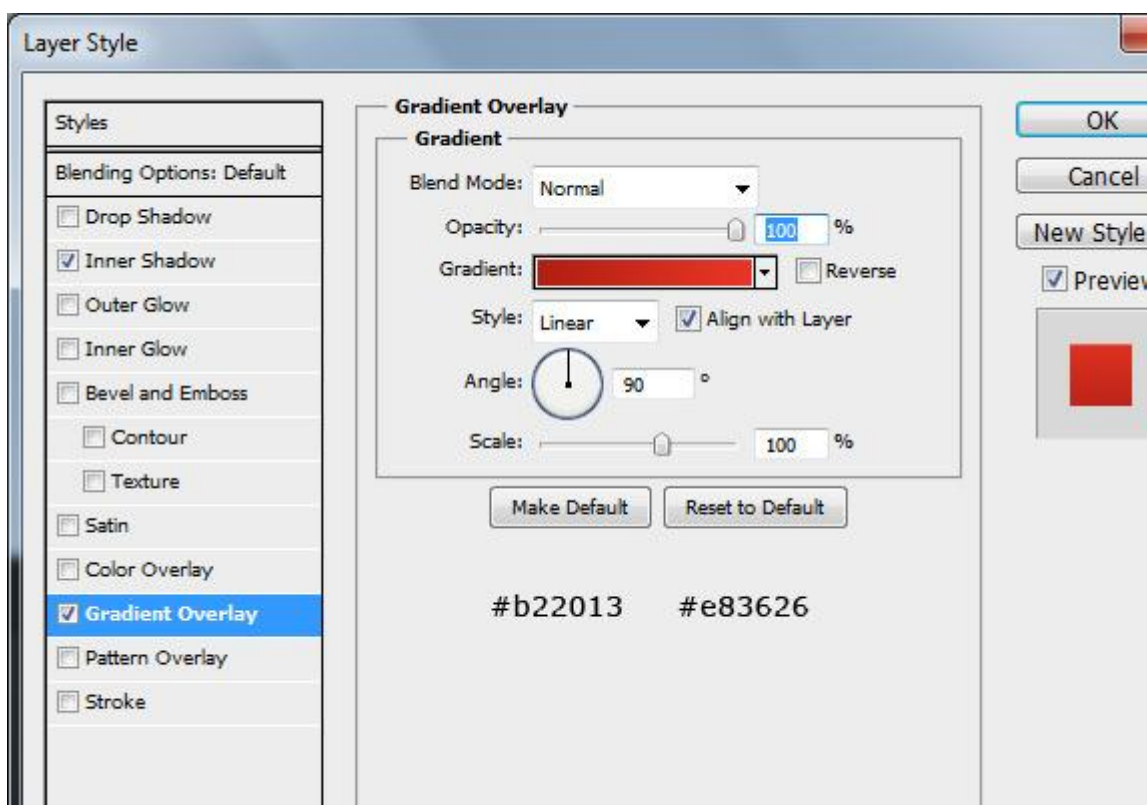 Layer Style
Styles
Blending Options: Default
Drop Shadow
Inner Shadow
Outer Glow
Inner Glow
Bevel and Emboss
Contour
Texture
Satin
Color Overlay
Gradient Overlay
Pattern Overlay
Stroke
Gradient Overlay
Gradient
Blend Mode: Normal
Opacity: 100 %
Gradient: Reverse
Style: Linear Align with Layer
Angle: 90 °
Scale: 100 %
Make Default Reset to Default
#b22013 #e83626
OK
Cancel
New Style
Preview